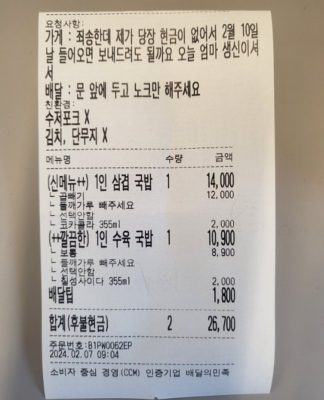 요청사항:
가게 : 죄송한데 제가 당장 현금이 없어서 2월 10일
날 들어오면 보내드려도 될까요 오늘 엄마 생신이셔
서
배달 : 문 앞에 두고 노크만 해주세요
친환경:
수저포크 X
김치, 단무지 X
메뉴명 수량 금액
(신메뉴++) 1인 삼겹 국밥 1 14,000
└ 곱빼기 12,000
└ 들깨가루 빼주세요
└ 선택안함
└ 코카콜라 355ml 2,000
(++깔끔한) 1인 수육 국밥 1 10,900
└ 보통 8,900
└ 들깨가루 빼주세요
└ 선택안함
└ 칠성사이다 355ml 2,000
배달팁 1,800
합계(후불현금) 2 26,700
주문번호: B1PW0062EP
2024.02.07 09:04
소비자 중심 경영(CCM) 인증기업 배달의민족